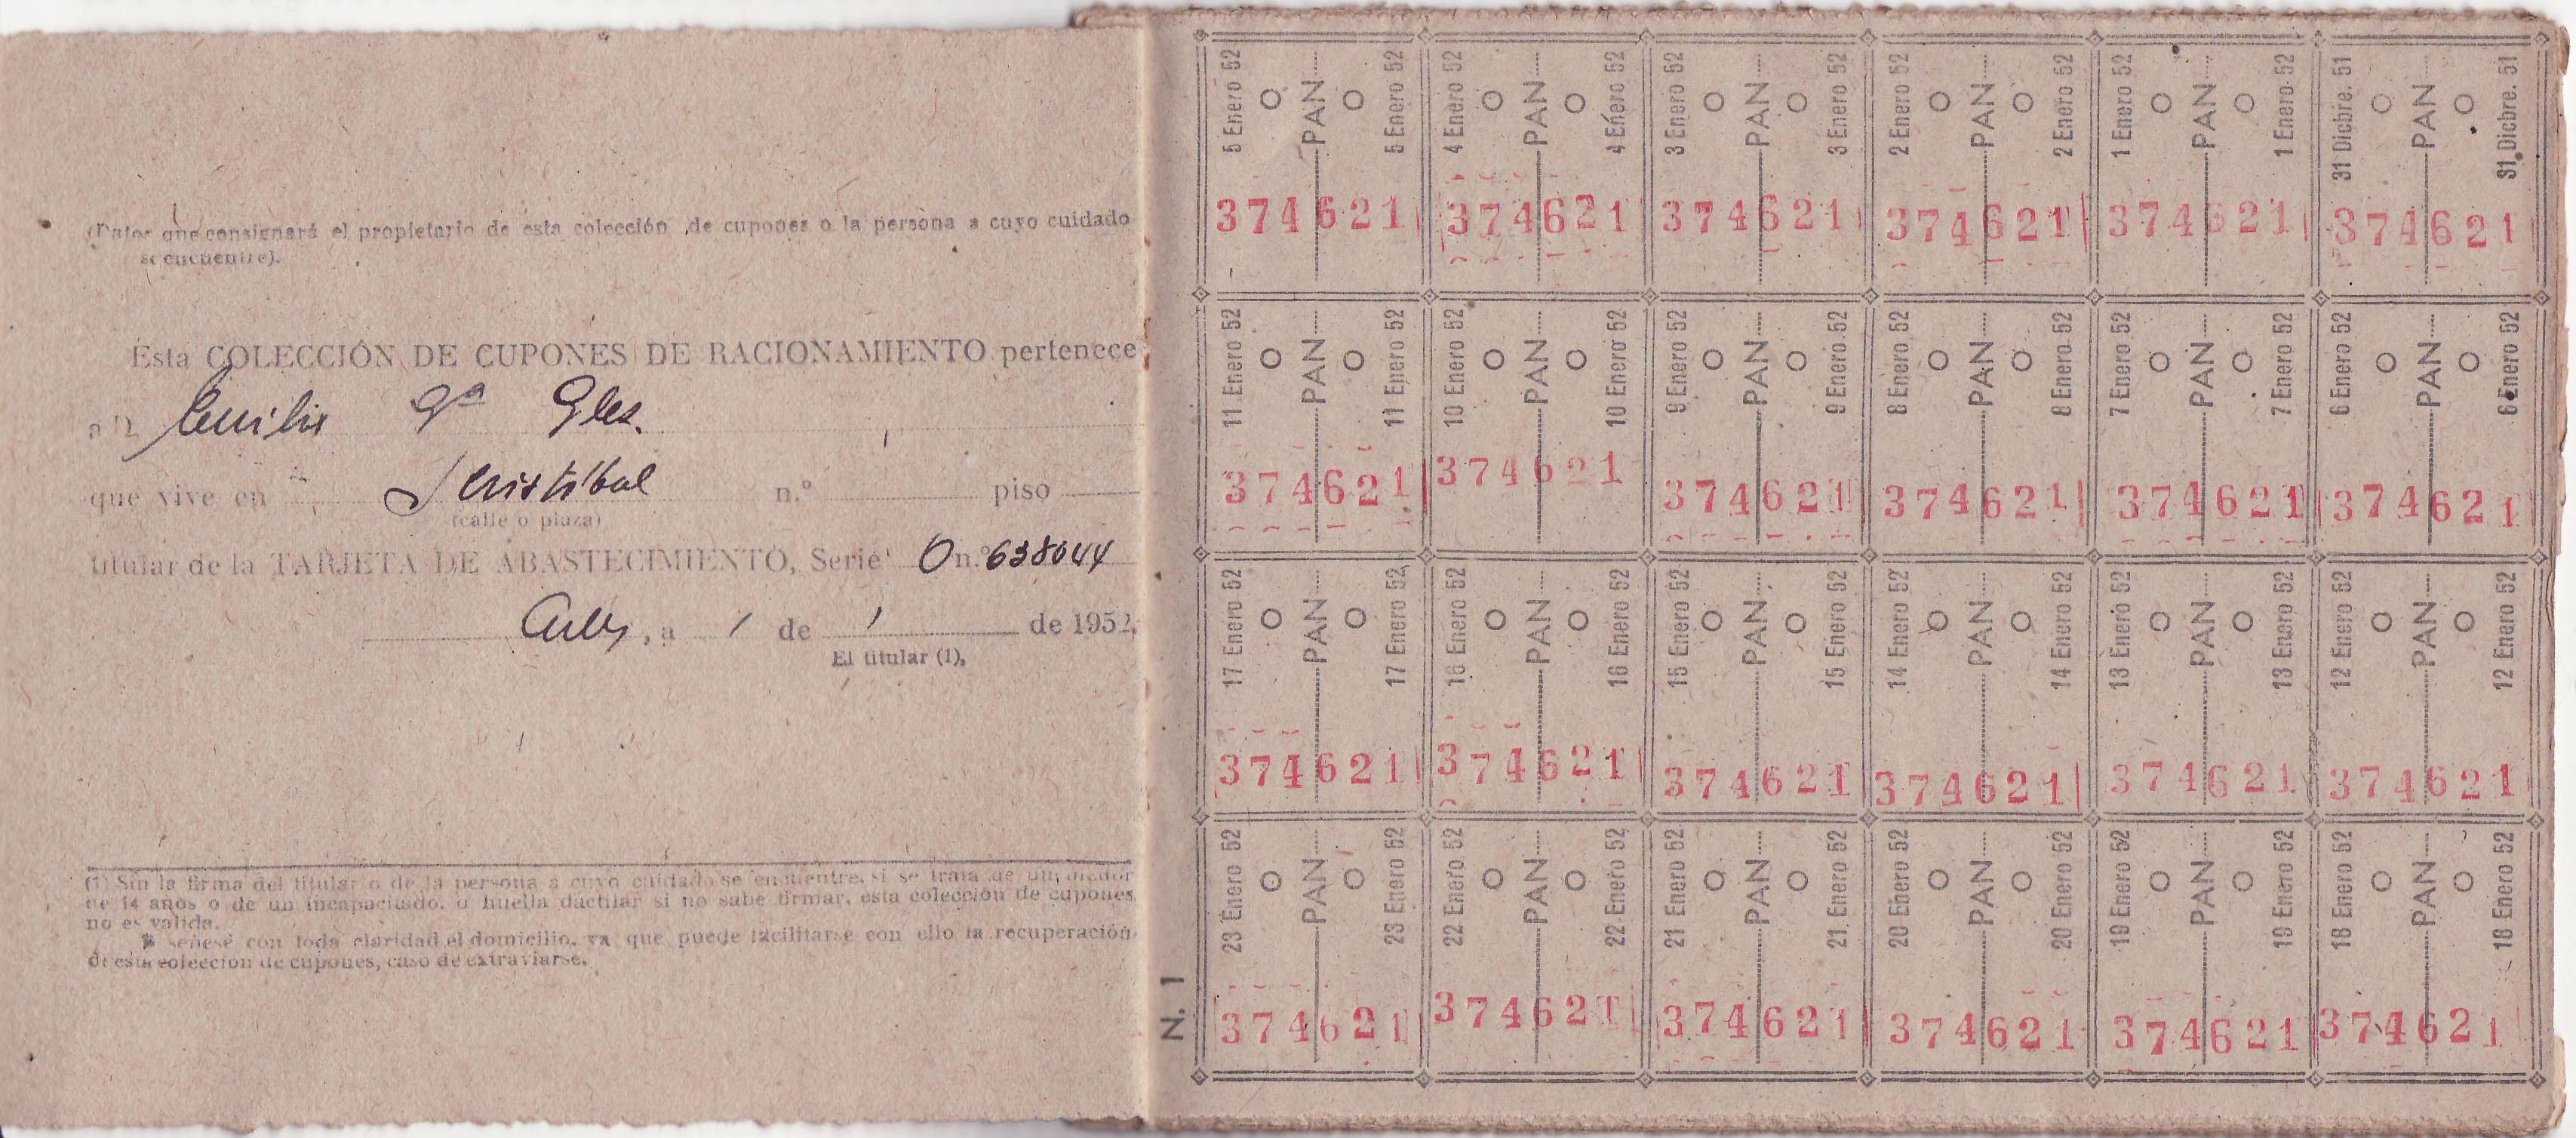 (Datos que consignará el propietario de esta colección de cupones o la persona a cuyo cuidado
se encuentre).
Esta COLECCIÓN DE CUPONES DE RACIONAMIENTO pertenece
a D. Emilio Gª Gles.
que vive en S Cristóbal n.º piso
(calle o plaza)
titular de la TARJETA DE ABASTECIMIENTO, Serie O n.º 638044
, a 1 de 1 de 1952.
El titular (1),
(1) Sin la firma del titular o de la persona a cuyo cuidado se encuentre, si se trata de un menor
de 14 años o de un incapacitado, o huella dactilar si no sabe firmar, esta colección de cupones
no es valida.
señese con toda claridad el domicilio, ya que puede facilitarse con ello la recuperación
de esta coleccion de cupones, caso de extraviarse.
N. 1
5 Enero 52 PAN 5 Enero 52
374621
4 Enero 52 PAN 4 Enero 52
374621
3 Enero 52 PAN 3 Enero 52
374621
2 Enero 52 PAN 2 Enero 52
374621
1 Enero 52 PAN 1 Enero 52
374621
31 Dicbre. 51 PAN 31 Dicbre. 51
374621
11 Enero 52 PAN 11 Enero 52
374621
10 Enero 52 PAN 10 Enero 52
374621
9 Enero 52 PAN 9 Enero 52
374621
8 Enero 52 PAN 8 Enero 52
374621
7 Enero 52 PAN 7 Enero 52
374621
6 Enero 52 PAN 6 Enero 52
374621
17 Enero 52 PAN 17 Enero 52
374621
16 Enero 52 PAN 16 Enero 52
374621
15 Enero 52 PAN 15 Enero 52
374621
14 Enero 52 PAN 14 Enero 52
374621
13 Enero 52 PAN 13 Enero 52
374621
12 Enero 52 PAN 12 Enero 52
374621
23 Enero 52 PAN 23 Enero 52
374621
22 Enero 52 PAN 22 Enero 52
374621
21 Enero 52 PAN 21 Enero 52
374621
20 Enero 52 PAN 20 Enero 52
374621
19 Enero 52 PAN 19 Enero 52
374621
18 Enero 52 PAN 18 Enero 52
374621